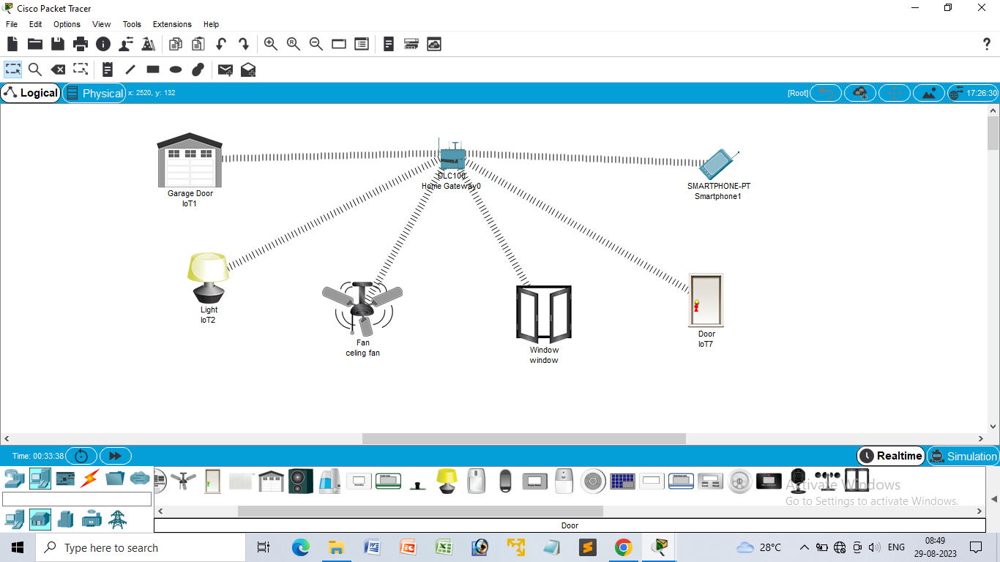 Cisco Packet Tracer
File Edit Options View Tools Extensions Help
Logical Physical x: 2520, y: 132 [Root] 17:26:30
DLC100
Home Gateway0
Garage Door
IoT1
SMARTPHONE-PT
Smartphone1
Light
IoT2
Fan
celing fan
Window
window
Door
IoT7
Time: 00:33:38 Realtime Simulation
Activate Windows
Go to Settings to activate Windows.
Door
Type here to search
28°C ENG 08:49
29-08-2023